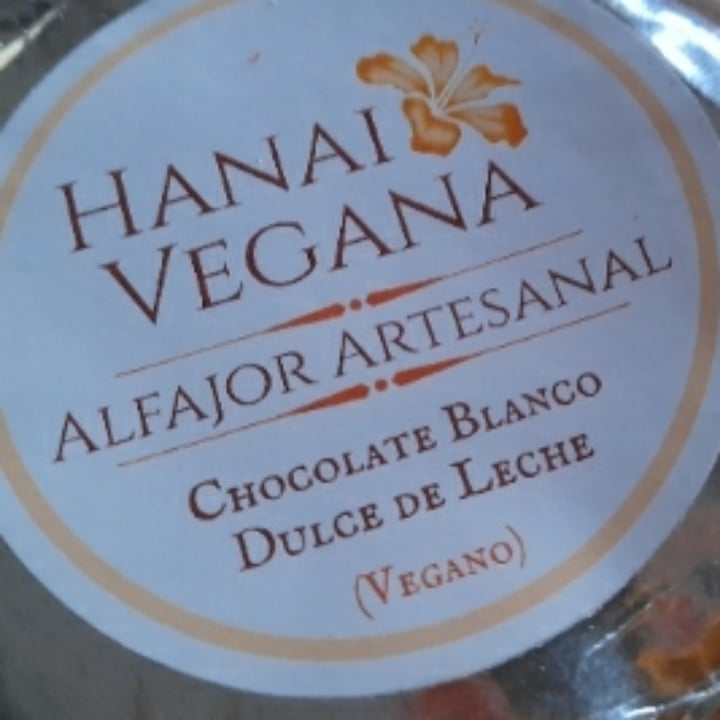 HANAI
VEGANA
ALFAJOR ARTESANAL
CHOCOLATE BLANCO
DULCE DE LECHE
(VEGANO)